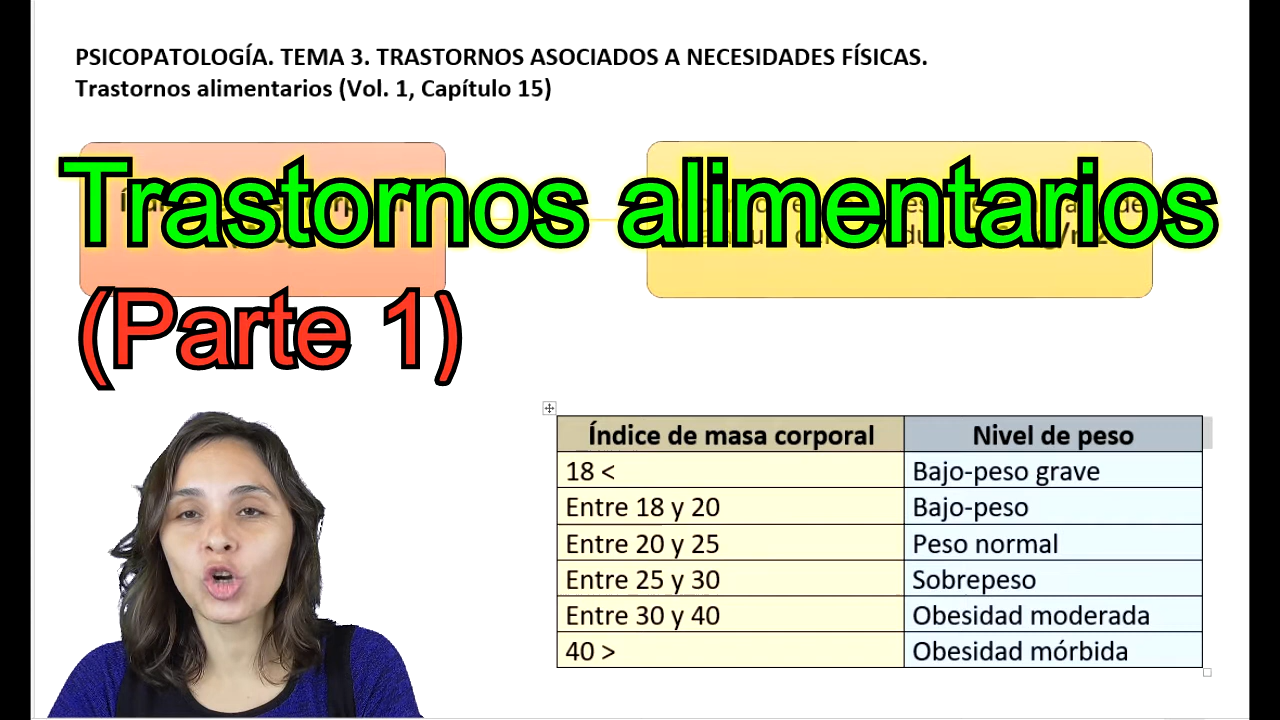 PSICOPATOLOGÍA. TEMA 3. TRASTORNOS ASOCIADOS A NECESIDADES FÍSICAS.
Trastornos alimentarios (Vol. 1, Capítulo 15)
Trastornos alimentarios
(Parte 1)
Índice de masa corporal Nivel de peso
18 < Bajo-peso grave
Entre 18 y 20 Bajo-peso
Entre 20 y 25 Peso normal
Entre 25 y 30 Sobrepeso
Entre 30 y 40 Obesidad moderada
40 > Obesidad mórbida